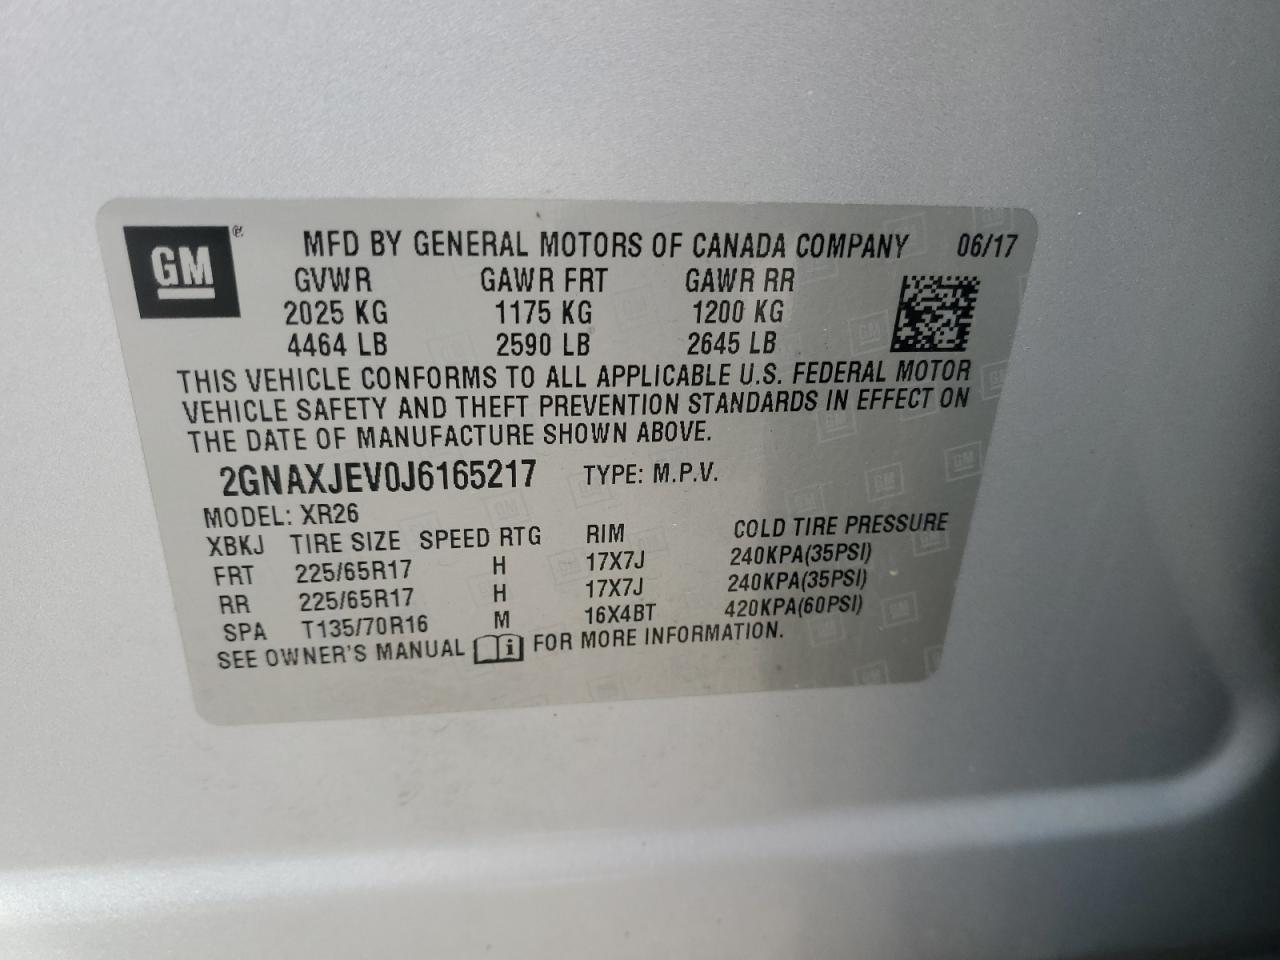 GM ® MFD BY GENERAL MOTORS OF CANADA COMPANY 06/17
GVWR GAWR FRT GAWR RR
2025 KG 1175 KG 1200 KG
4464 LB 2590 LB 2645 LB
THIS VEHICLE CONFORMS TO ALL APPLICABLE U.S. FEDERAL MOTOR
VEHICLE SAFETY AND THEFT PREVENTION STANDARDS IN EFFECT ON
THE DATE OF MANUFACTURE SHOWN ABOVE.
2GNAXJEV0J6165217 TYPE: M.P.V.
MODEL: XR26
XBKJ TIRE SIZE SPEED RTG RIM COLD TIRE PRESSURE
FRT 225/65R17 H 17X7J 240KPA(35PSI)
RR 225/65R17 H 17X7J 240KPA(35PSI)
SPA T135/70R16 M 16X4BT 420KPA(60PSI)
SEE OWNER'S MANUAL i FOR MORE INFORMATION.